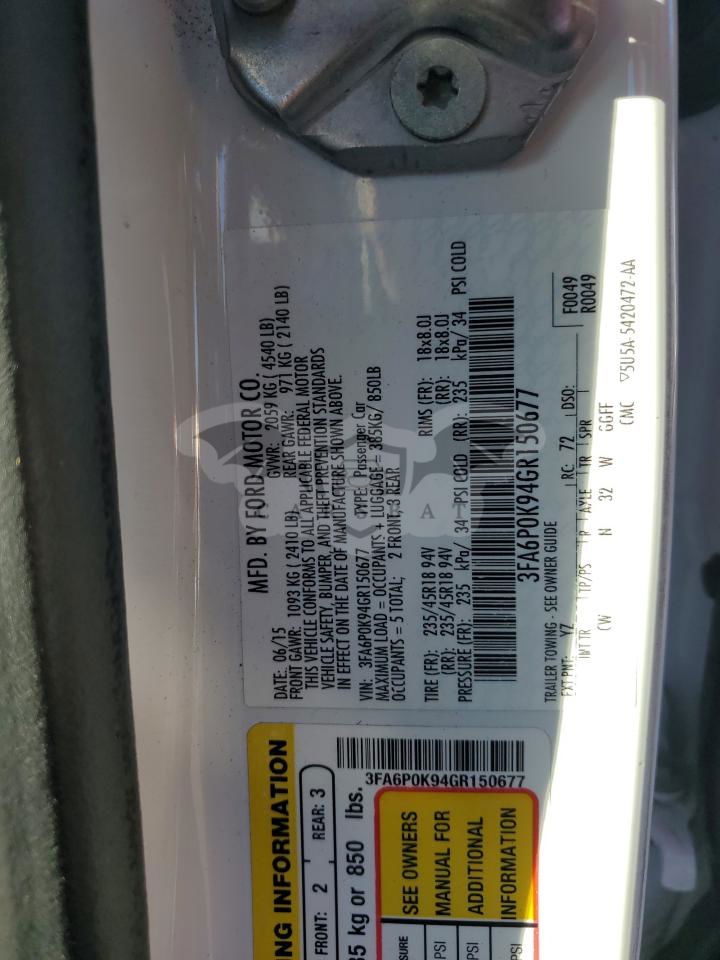 MFD. BY FORD MOTOR CO.
DATE: 06/15 GVWR: 2059 KG ( 4540 LB)
FRONT GAWR: 1093 KG ( 2410 LB) REAR GAWR: 971 KG ( 2140 LB)
THIS VEHICLE CONFORMS TO ALL APPLICABLE FEDERAL MOTOR
VEHICLE SAFETY, BUMPER, AND THEFT PREVENTION STANDARDS
IN EFFECT ON THE DATE OF MANUFACTURE SHOWN ABOVE.
VIN: 3FA6P0K94GR150677 TYPE: Passenger Car
MAXIMUM LOAD = OCCUPANTS + LUGGAGE = 385KG/ 850LB
OCCUPANTS = 5 TOTAL; 2 FRONT, 3 REAR
TIRE (FR): 235/45R18 94V RIMS (FR): 18x8.0J
(RR): 235/45R18 94V (RR): 18x8.0J
PRESSURE (FR): 235 kPa/ 34 PSI COLD (RR): 235 kPa/ 34 PSI COLD
3FA6P0K94GR150677
TRAILER TOWING - SEE OWNER GUIDE
EXT PNT: YZ RC: 72 DSO: F0049
R0049
INT TR TP/PS R AXLE TR SPR
CW N 32 W GGFF
CMC ▽5U5A-5420472-AA
NG INFORMATION
FRONT: 2 REAR: 3
85 kg or 850 lbs.
3FA6P0K94GR150677
SEE OWNERS
MANUAL FOR
ADDITIONAL
INFORMATION
SSURE
PSI
PSI
PSI